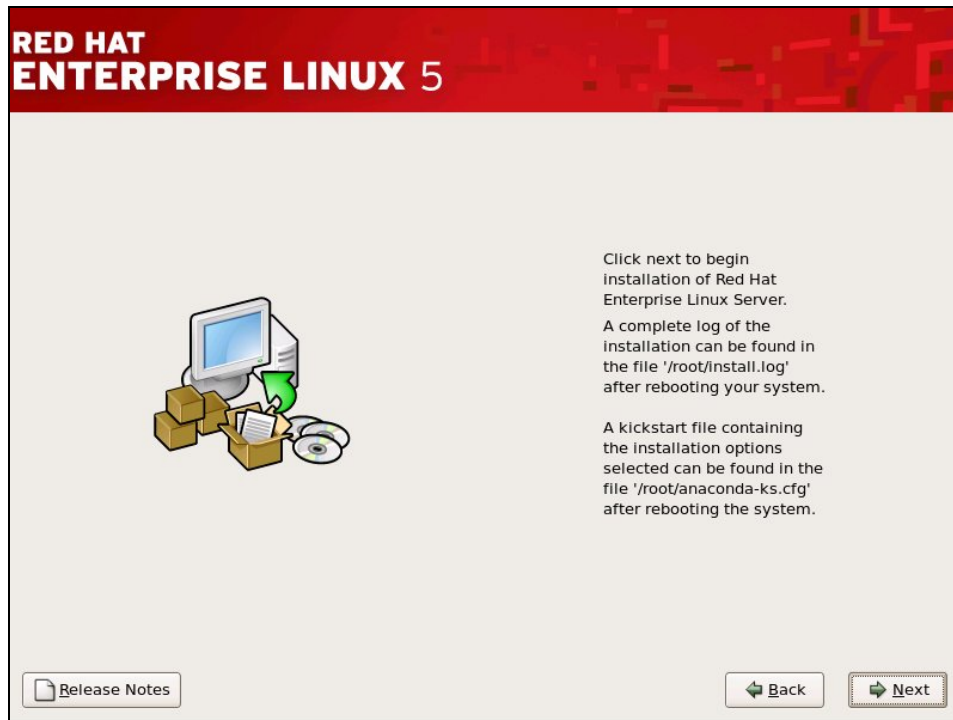 RED HAT
ENTERPRISE LINUX 5
Click next to begin
installation of Red Hat
Enterprise Linux Server.
A complete log of the
installation can be found in
the file '/root/install.log'
after rebooting your system.
A kickstart file containing
the installation options
selected can be found in the
file '/root/anaconda-ks.cfg'
after rebooting the system.
Release Notes
Back
Next